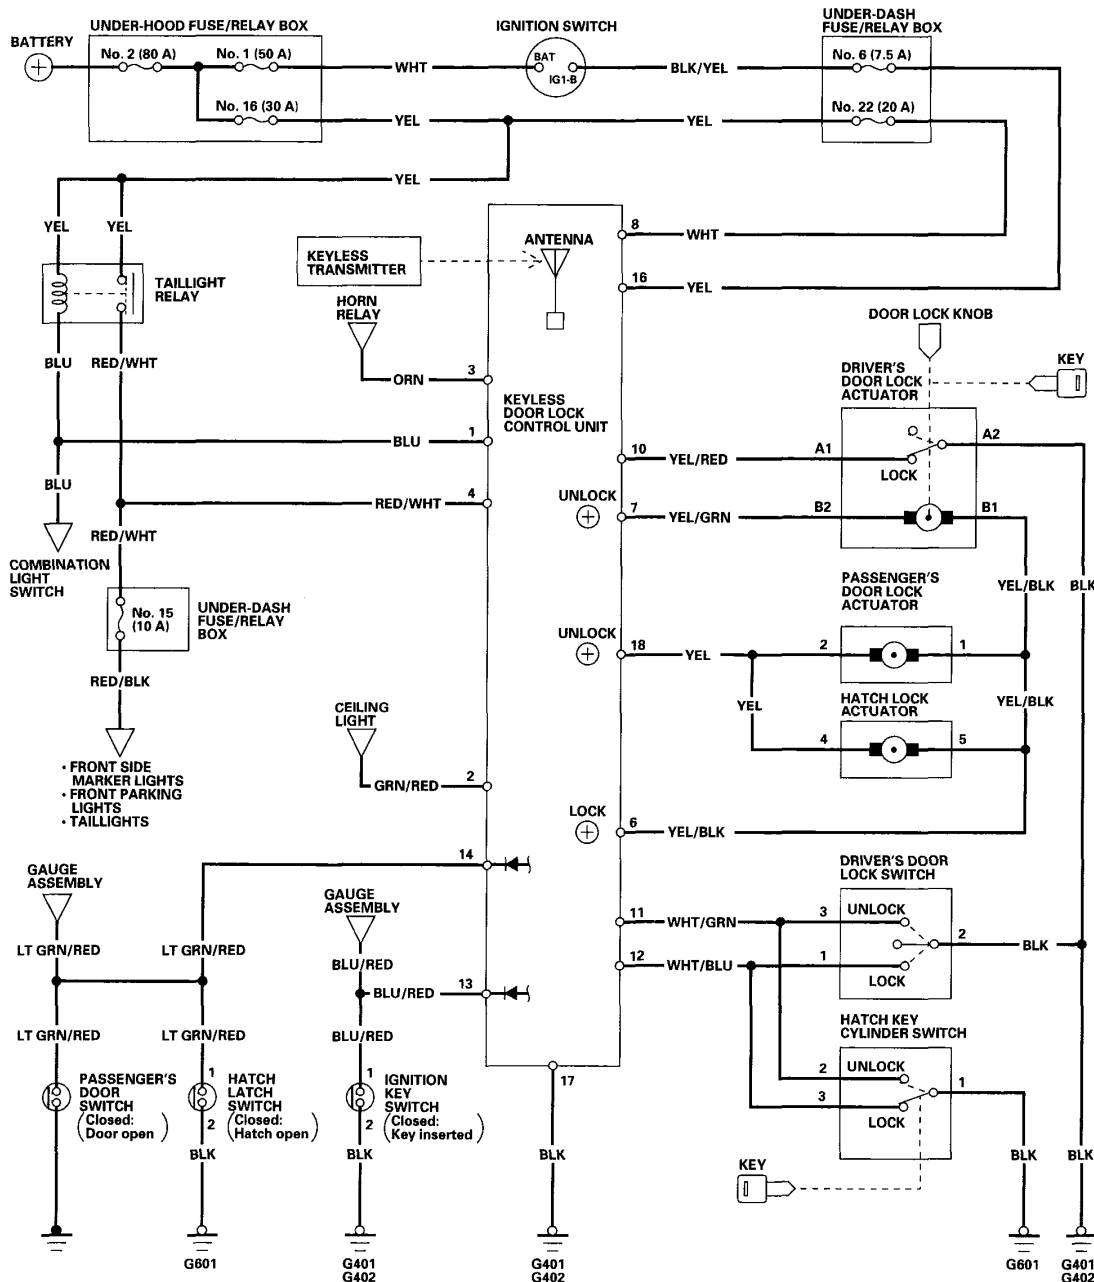 UNDER-HOOD FUSE/RELAY BOX
IGNITION SWITCH
UNDER-DASH
FUSE/RELAY BOX
BATTERY
No. 2 (80 A)
No. 1 (50 A)
WHT
BAT
IG1-B
BLK/YEL
No. 6 (7.5 A)
No. 16 (30 A)
YEL
YEL
No. 22 (20 A)
YEL
YEL
YEL
8
WHT
ANTENNA
KEYLESS
TRANSMITTER
16
YEL
TAILLIGHT
RELAY
HORN
RELAY
DOOR LOCK KNOB
BLU
RED/WHT
3
ORN
DRIVER'S
DOOR LOCK
ACTUATOR
KEY
KEYLESS
DOOR LOCK
CONTROL UNIT
1
BLU
10
YEL/RED
A1
A2
LOCK
BLU
4
RED/WHT
UNLOCK
7
YEL/GRN
B2
B1
RED/WHT
COMBINATION
LIGHT
SWITCH
PASSENGER'S
DOOR LOCK
ACTUATOR
YEL/BLK
BLK
No. 15
(10 A)
UNDER-DASH
FUSE/RELAY
BOX
UNLOCK
18
YEL
2
1
RED/BLK
YEL
HATCH LOCK
ACTUATOR
YEL/BLK
CEILING
LIGHT
4
5
• FRONT SIDE
MARKER LIGHTS
• FRONT PARKING
LIGHTS
• TAILLIGHTS
2
GRN/RED
LOCK
6
YEL/BLK
14
GAUGE
ASSEMBLY
DRIVER'S DOOR
LOCK SWITCH
GAUGE
ASSEMBLY
11
WHT/GRN
3
UNLOCK
LT GRN/RED
LT GRN/RED
2
BLK
BLU/RED
12
WHT/BLU
1
LOCK
BLU/RED
13
LT GRN/RED
LT GRN/RED
BLU/RED
HATCH KEY
CYLINDER SWITCH
PASSENGER'S
DOOR
SWITCH
(Closed:
Door open)
1
HATCH
LATCH
SWITCH
(Closed:
Hatch open)
2
1
IGNITION
KEY
SWITCH
(Closed:
Key inserted)
2
17
2
UNLOCK
1
3
LOCK
BLK
BLK
BLK
BLK
BLK
KEY
G601
G401
G402
G401
G402
G601
G401
G402